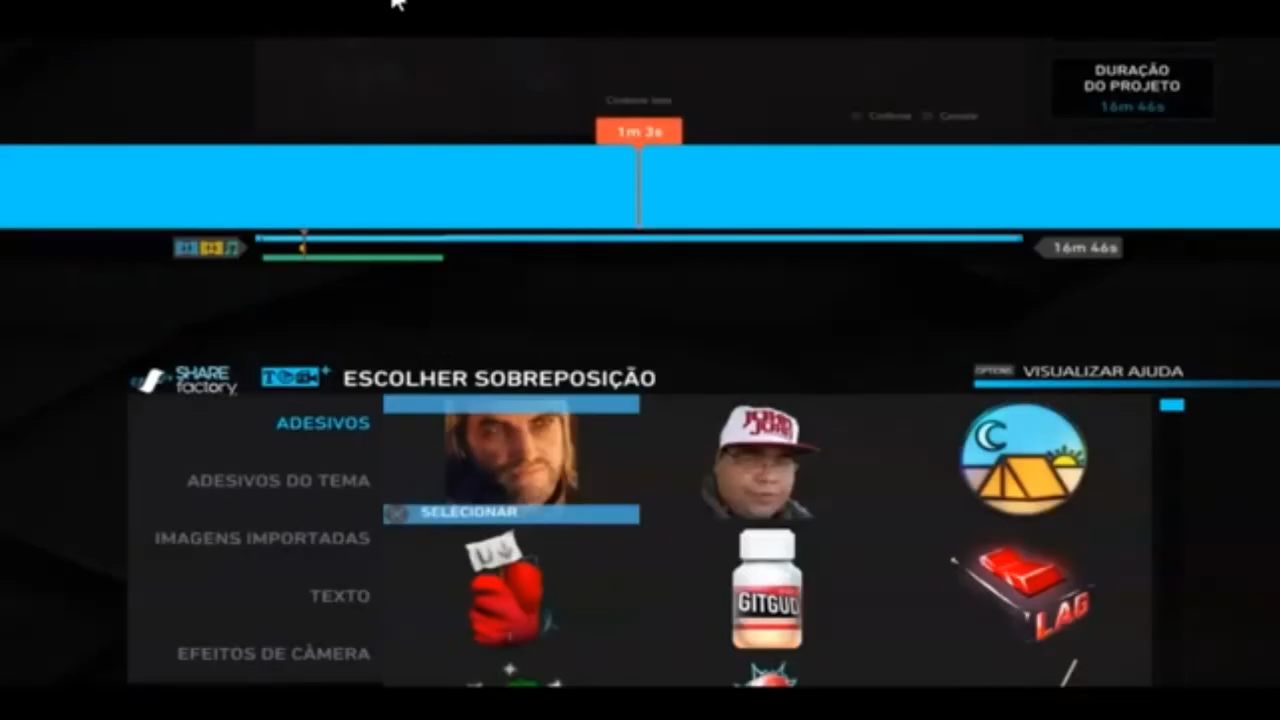 DURAÇÃO
DO PROJETO
16m 46s
1m 3s
16m 46s
SHARE
factory
ESCOLHER SOBREPOSIÇÃO
OPTIONS VISUALIZAR AJUDA
ADESIVOS
ADESIVOS DO TEMA
IMAGENS IMPORTADAS
TEXTO
EFEITOS DE CÂMERA
SELECIONAR
GITGUD
LAG